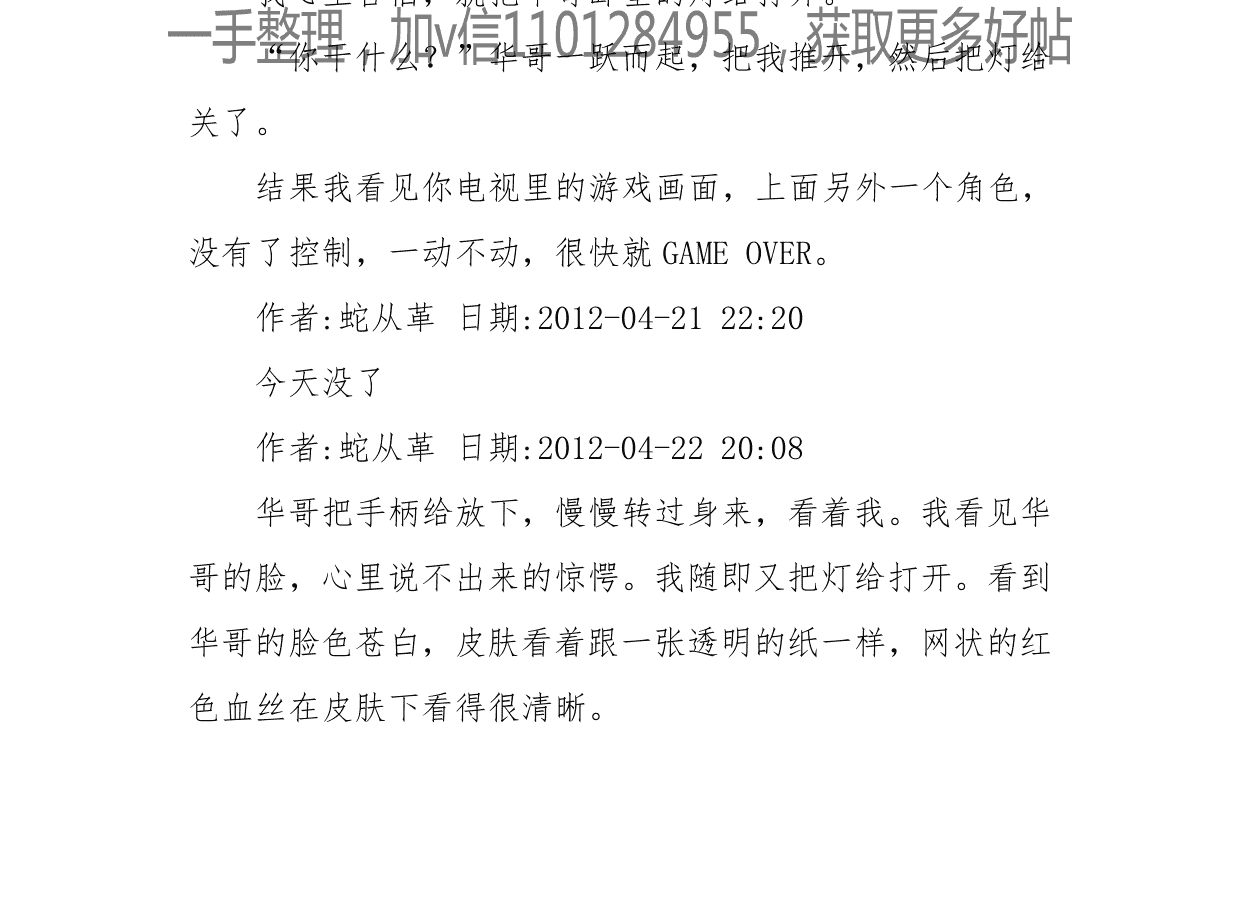 一手整理，加v信1101284955，获取更多好帖
“你干什么？”华哥一跃而起，把我推开，然后把灯给
关了。
结果我看见你电视里的游戏画面，上面另外一个角色，
没有了控制，一动不动，很快就 GAME OVER。
作者:蛇从革 日期:2012-04-21 22:20
今天没了
作者:蛇从革 日期:2012-04-22 20:08
华哥把手柄给放下，慢慢转过身来，看着我。我看见华
哥的脸，心里说不出来的惊愕。我随即又把灯给打开。看到
华哥的脸色苍白，皮肤看着跟一张透明的纸一样，网状的红
色血丝在皮肤下看得很清晰。